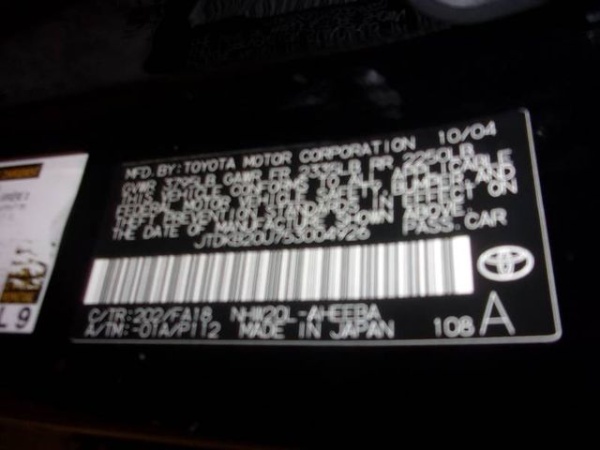 MFD. BY: TOYOTA MOTOR CORPORATION 10/04
GVWR 3795LB GAWR FR 2335LB RR 2250LB
THIS VEHICLE CONFORMS TO ALL APPLICABLE
FEDERAL MOTOR VEHICLE SAFETY, BUMPER, AND
THEFT PREVENTION STANDARDS IN EFFECT ON
THE DATE OF MANUFACTURE SHOWN ABOVE.
PASS. CAR
C/TR: 202/FA18 NHW20L-AHEEBA
A/TM: -01A/P112 MADE IN JAPAN 108 A
L9